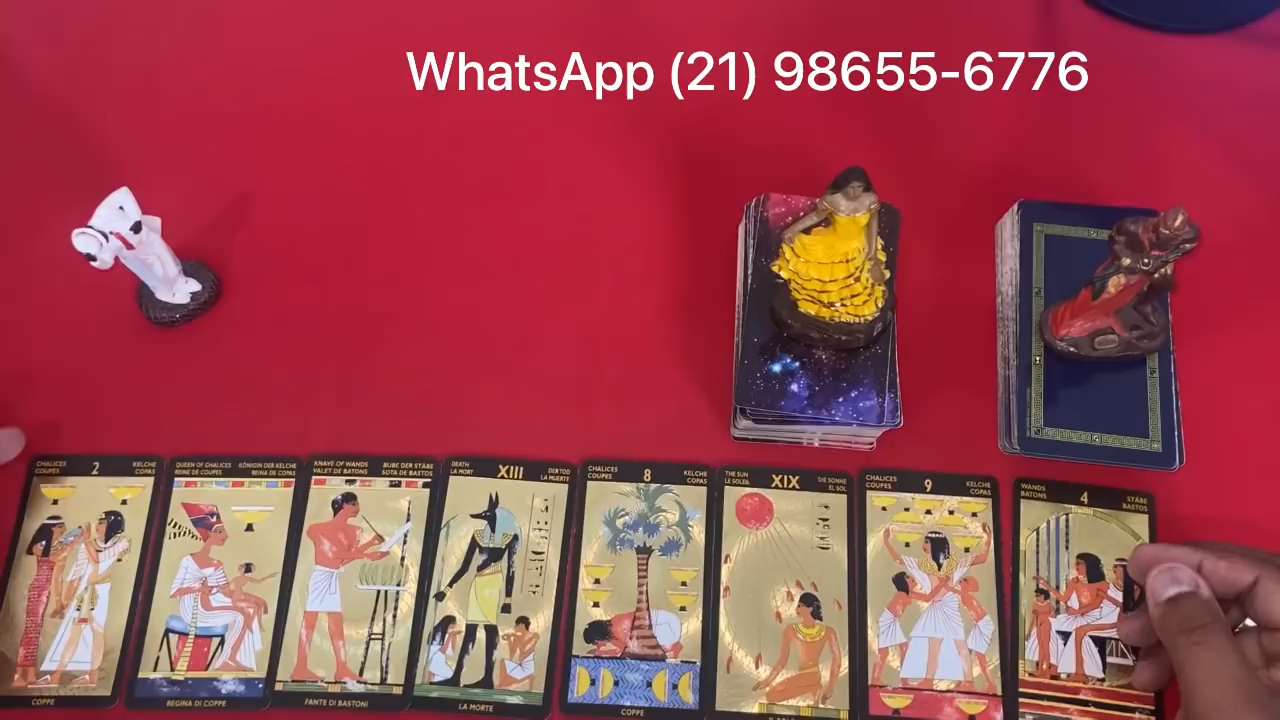 WhatsApp (21) 98655-6776
CHALICES
COUPES
2
KELCHE
COPAS
COPPE
QUEEN OF CHALICES
REINE DE COUPES
KÖNIGIN DER KELCHE
REINA DE COPAS
REGINA DI COPPE
KNAVE OF WANDS
VALET DE BATONS
BUBE DER STÄBE
SOTA DE BASTOS
FANTE DI BASTONI
DEATH
LA MORT
XIII
DER TOD
LA MUERTE
LA MORTE
CHALICES
COUPES
8
KELCHE
COPAS
COPPE
THE SUN
LE SOLEIL
XIX
DIE SONNE
EL SOL
CHALICES
COUPES
9
KELCHE
COPAS
WANDS
BATONS
4
STÄBE
BASTOS